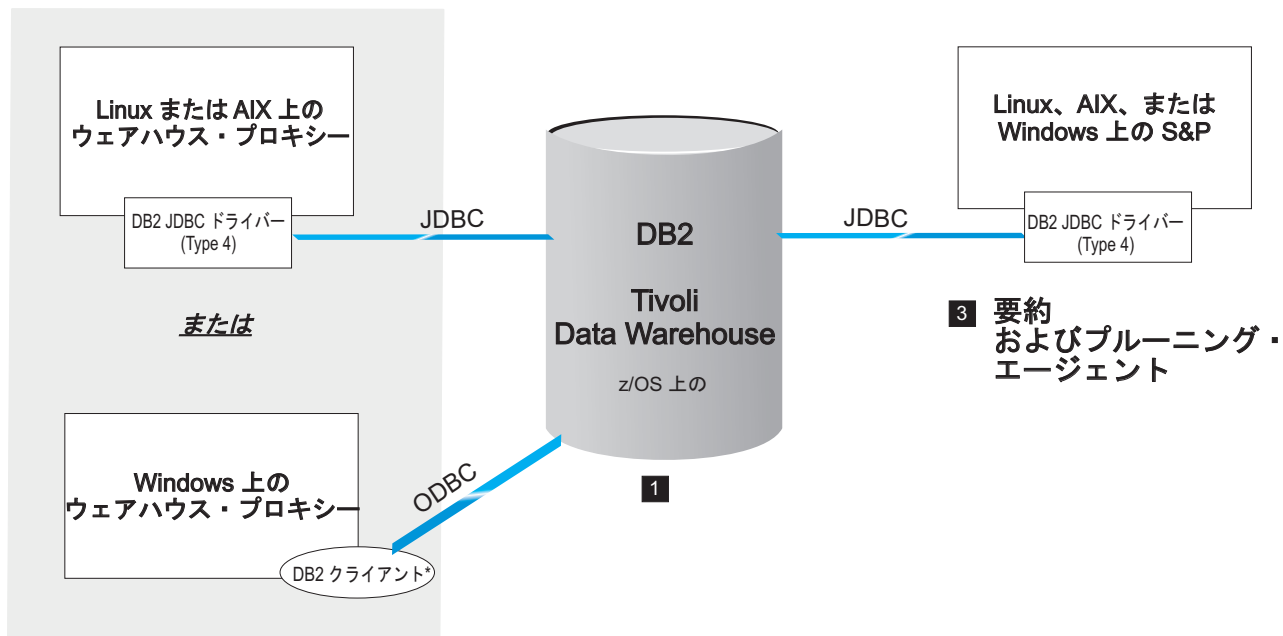 Linux または AIX 上の
ウェアハウス・プロキシー
DB2 JDBC ドライバー
(Type 4)
JDBC
または
Windows 上の
ウェアハウス・プロキシー
DB2 クライアント*
ODBC
DB2
Tivoli
Data Warehouse
z/OS 上の
1
JDBC
Linux、AIX、または
Windows 上の S&P
DB2 JDBC ドライバー
(Type 4)
3 要約
およびプルーニング・
エージェント